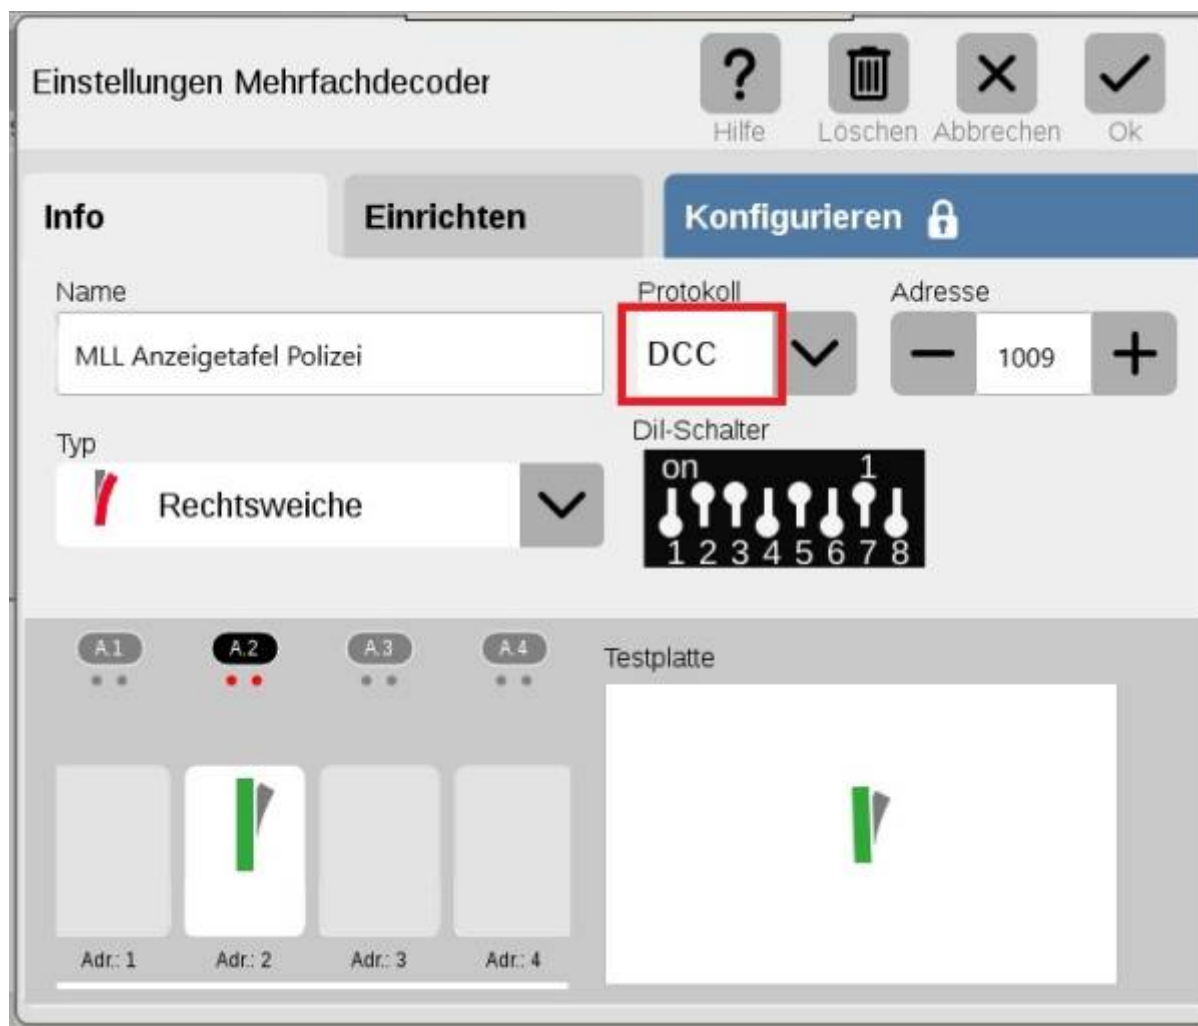 Einstellungen Mehrfachdecoder
?
Hilfe
Löschen
Abbrechen
Ok
Info
Einrichten
Konfigurieren
Name
Protokoll
Adresse
MLL Anzeigetafel Polizei
DCC
1009
Typ
Dil-Schalter
Rechtsweiche
on 1
1 2 3 4 5 6 7 8
A.1
A.2
A.3
A.4
Testplatte
Adr.: 1
Adr.: 2
Adr.: 3
Adr.: 4